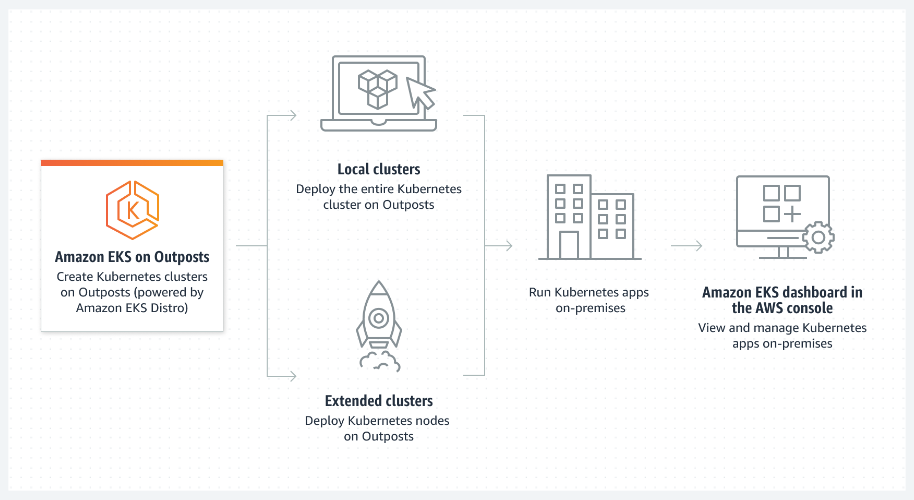 Amazon EKS on Outposts
Create Kubernetes clusters
on Outposts (powered by
Amazon EKS Distro)
Local clusters
Deploy the entire Kubernetes
cluster on Outposts
Extended clusters
Deploy Kubernetes nodes
on Outposts
Run Kubernetes apps
on-premises
Amazon EKS dashboard in
the AWS console
View and manage Kubernetes
apps on-premises